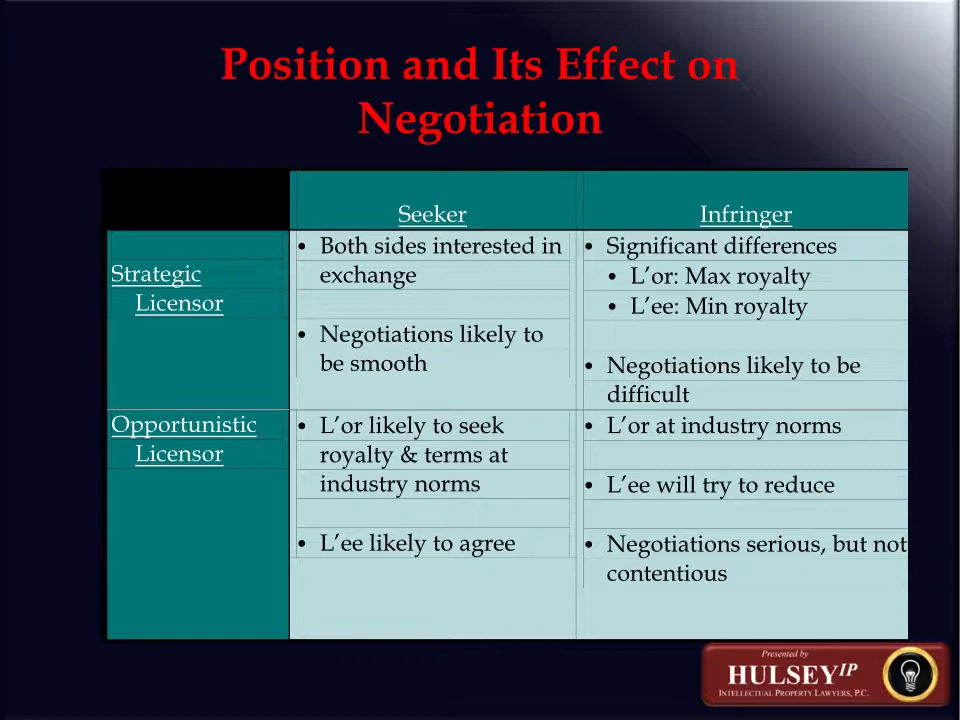 Position and Its Effect on
Negotiation
Seeker
Infringer
Strategic
Licensor
• Both sides interested in
exchange
• Negotiations likely to
be smooth
• Significant differences
• L’or: Max royalty
• L’ee: Min royalty
• Negotiations likely to be
difficult
Opportunistic
Licensor
• L’or likely to seek
royalty & terms at
industry norms
• L’ee likely to agree
• L’or at industry norms
• L’ee will try to reduce
• Negotiations serious, but not
contentious
Presented by
HULSEY IP
INTELLECTUAL PROPERTY LAWYERS, P.C.